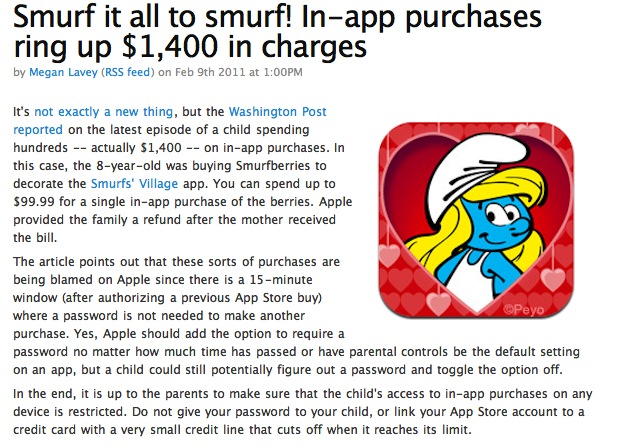 Smurf it all to smurf! In-app purchases
ring up $1,400 in charges
by Megan Lavey (RSS feed) on Feb 9th 2011 at 1:00PM
It's not exactly a new thing, but the Washington Post
reported on the latest episode of a child spending
hundreds -- actually $1,400 -- on in-app purchases. In
this case, the 8-year-old was buying Smurfberries to
decorate the Smurfs' Village app. You can spend up to
$99.99 for a single in-app purchase of the berries. Apple
provided the family a refund after the mother received
the bill.
The article points out that these sorts of purchases are
being blamed on Apple since there is a 15-minute
window (after authorizing a previous App Store buy)
where a password is not needed to make another
purchase. Yes, Apple should add the option to require a
password no matter how much time has passed or have parental controls be the default setting
on an app, but a child could still potentially figure out a password and toggle the option off.
In the end, it is up to the parents to make sure that the child's access to in-app purchases on any
device is restricted. Do not give your password to your child, or link your App Store account to a
credit card with a very small credit line that cuts off when it reaches its limit.
©Peyo